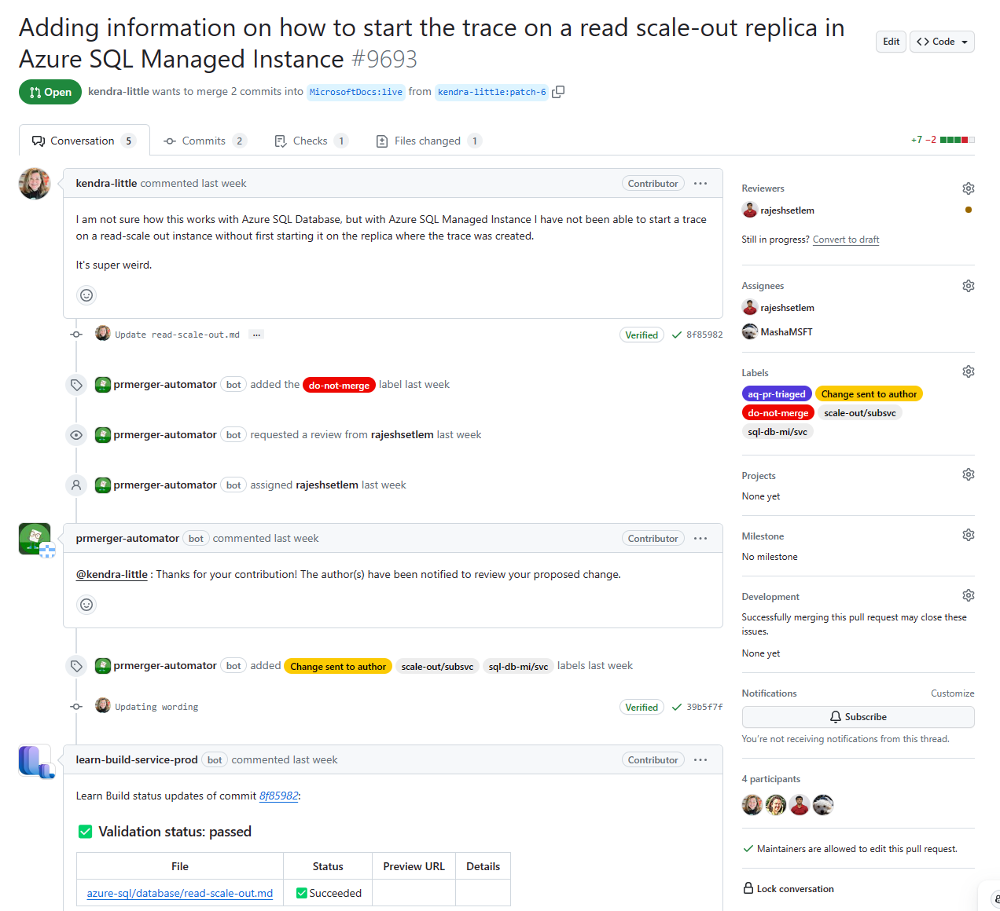 Adding information on how to start the trace on a read scale-out replica in
Azure SQL Managed Instance #9693
Edit
Code
Open
kendra-little wants to merge 2 commits into MicrosoftDocs:live from kendra-little:patch-6
Conversation 5
Commits 2
Checks 1
Files changed 1
+7 −2
kendra-little commented last week
Contributor
I am not sure how this works with Azure SQL Database, but with Azure SQL Managed Instance I have not been able to start a trace
on a read-scale out instance without first starting it on the replica where the trace was created.
It's super weird.
Update read-scale-out.md ...
Verified
8f85982
prmerger-automator bot added the do-not-merge label last week
prmerger-automator bot requested a review from rajeshsetlem last week
prmerger-automator bot assigned rajeshsetlem last week
prmerger-automator bot commented last week
Contributor
@kendra-little : Thanks for your contribution! The author(s) have been notified to review your proposed change.
prmerger-automator bot added Change sent to author scale-out/subsvc sql-db-mi/svc labels last week
Updating wording
Verified
39b5f7f
learn-build-service-prod bot commented last week
Contributor
Learn Build status updates of commit 8f85982:
Validation status: passed
File Status Preview URL Details
azure-sql/database/read-scale-out.md Succeeded
Reviewers
rajeshsetlem
Still in progress? Convert to draft
Assignees
rajeshsetlem
MashaMSFT
Labels
aq-pr-triaged Change sent to author
do-not-merge scale-out/subsvc
sql-db-mi/svc
Projects
None yet
Milestone
No milestone
Development
Successfully merging this pull request may close these
issues.
None yet
Notifications
Customize
Subscribe
You're not receiving notifications from this thread.
4 participants
Maintainers are allowed to edit this pull request.
Lock conversation